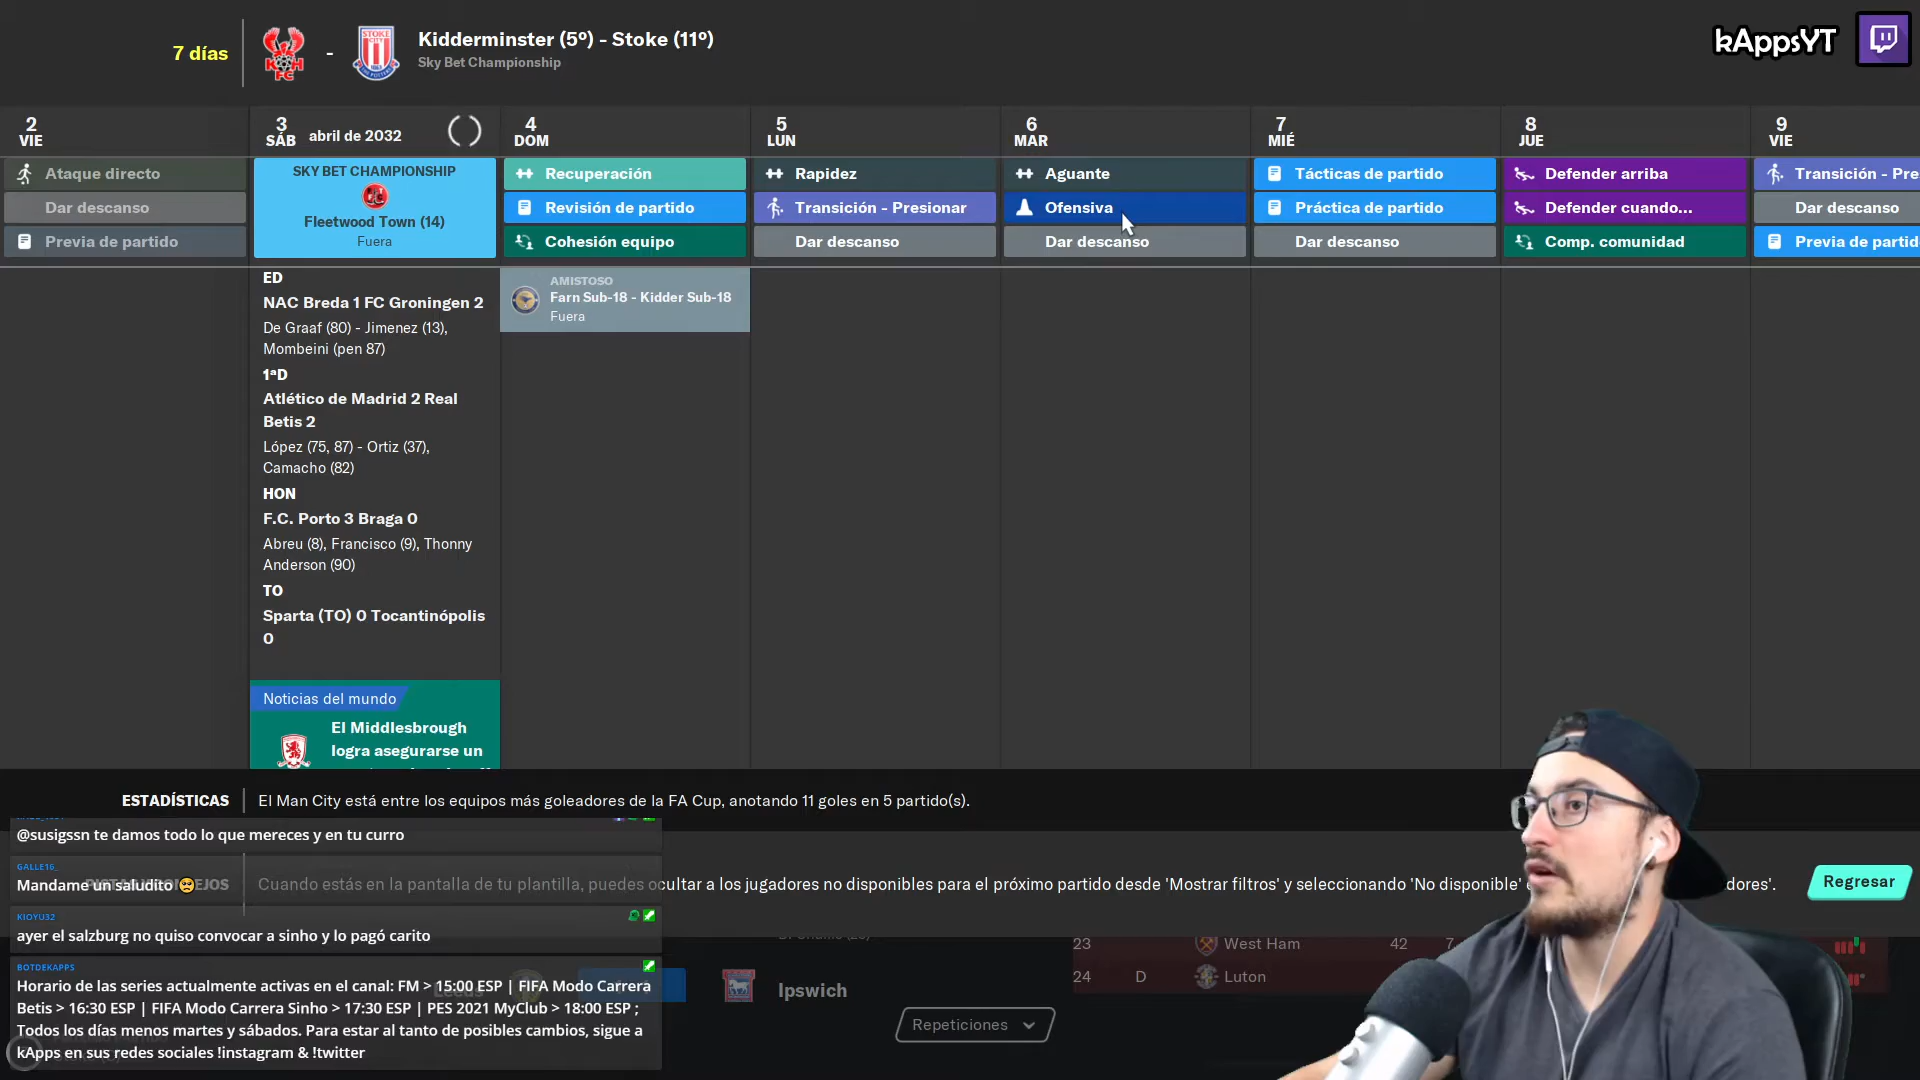 7 días
Kidderminster (5º) - Stoke (11º)
Sky Bet Championship
kAppsYT
2
VIE
3
SÁB
abril de 2032
4
DOM
5
LUN
6
MAR
7
MIÉ
8
JUE
9
VIE
Ataque directo
Dar descanso
Previa de partido
SKY BET CHAMPIONSHIP
Fleetwood Town (14)
Fuera
Recuperación
Revisión de partido
Cohesión equipo
Rapidez
Transición - Presionar
Dar descanso
Aguante
Ofensiva
Dar descanso
Tácticas de partido
Práctica de partido
Dar descanso
Defender arriba
Defender cuando...
Comp. comunidad
Transición - Pre
Dar descanso
Previa de partid
ED
NAC Breda 1 FC Groningen 2
De Graaf (80) - Jimenez (13),
Mombeini (pen 87)
1ªD
Atlético de Madrid 2 Real
Betis 2
López (75, 87) - Ortiz (37),
Camacho (82)
HON
F.C. Porto 3 Braga 0
Abreu (8), Francisco (9), Thonny
Anderson (90)
TO
Sparta (TO) 0 Tocantinópolis
0
AMISTOSO
Farn Sub-18 - Kidder Sub-18
Fuera
Noticias del mundo
El Middlesbrough
logra asegurarse un
ESTADÍSTICAS
El Man City está entre los equipos más goleadores de la FA Cup, anotando 11 goles en 5 partido(s).
@susigssn te damos todo lo que mereces y en tu curro
GALLE16_
Mandame un saludito 🥺
EJOS
Cuando estás en la pantalla de tu plantilla, puedes ocultar a los jugadores no disponibles para el próximo partido desde 'Mostrar filtros' y seleccionando 'No disponible'
dores'.
Regresar
KIOYU32
ayer el salzburg no quiso convocar a sinho y lo pagó carito
BOTDEKAPPS
Horario de las series actualmente activas en el canal: FM > 15:00 ESP | FIFA Modo Carrera
Betis > 16:30 ESP | FIFA Modo Carrera Sinho > 17:30 ESP | PES 2021 MyClub > 18:00 ESP ;
Todos los días menos martes y sábados. Para estar al tanto de posibles cambios, sigue a
kApps en sus redes sociales !instagram & !twitter
Leeds
Ipswich
23
West Ham
42
7
24
D
Luton
Repeticiones